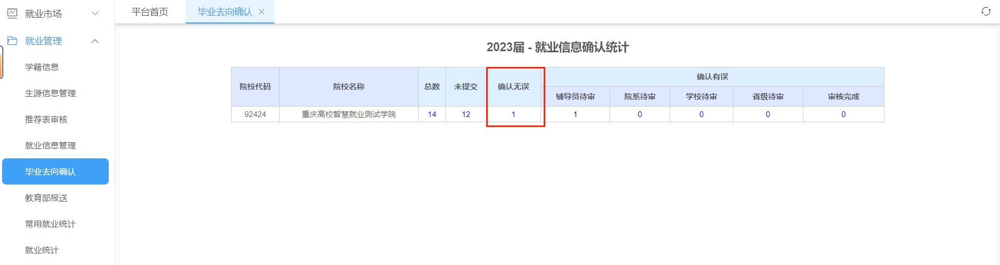 就业市场
就业管理
学籍信息
生源信息管理
推荐表审核
就业信息管理
毕业去向确认
教育部报送
常用就业统计
就业统计
平台首页 毕业去向确认
2023届 - 就业信息确认统计
院校代码 院校名称 总数 未提交 确认无误 确认有误
辅导员待审 院系待审 学校待审 省级待审 审核完成
92424 重庆高校智慧就业测试学院 14 12 1 1 0 0 0 0